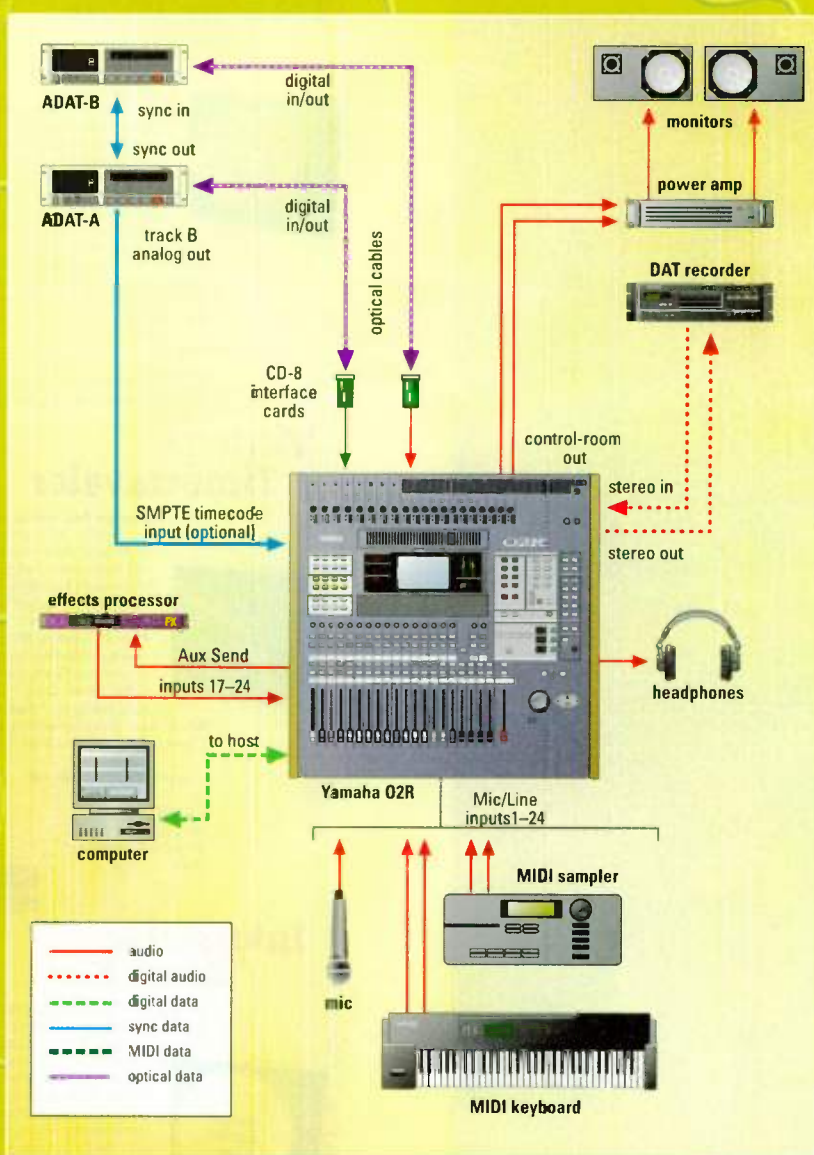 ADAT-B
sync in
sync out
digital
in/out
ADAT-A
track B
analog out
digital
in/out
optical cables
CD-8
interface
cards
monitors
power amp
DAT recorder
control-room
out
stereo in
stereo out
SMPTE timecode
input (optional)
effects processor
FX
Aux Send
inputs 17–24
to host
computer
02R
Yamaha 02R
headphones
Mic/Line
inputs1–24
MIDI sampler
mic
MIDI keyboard
audio
digital audio
digital data
sync data
MIDI data
optical data